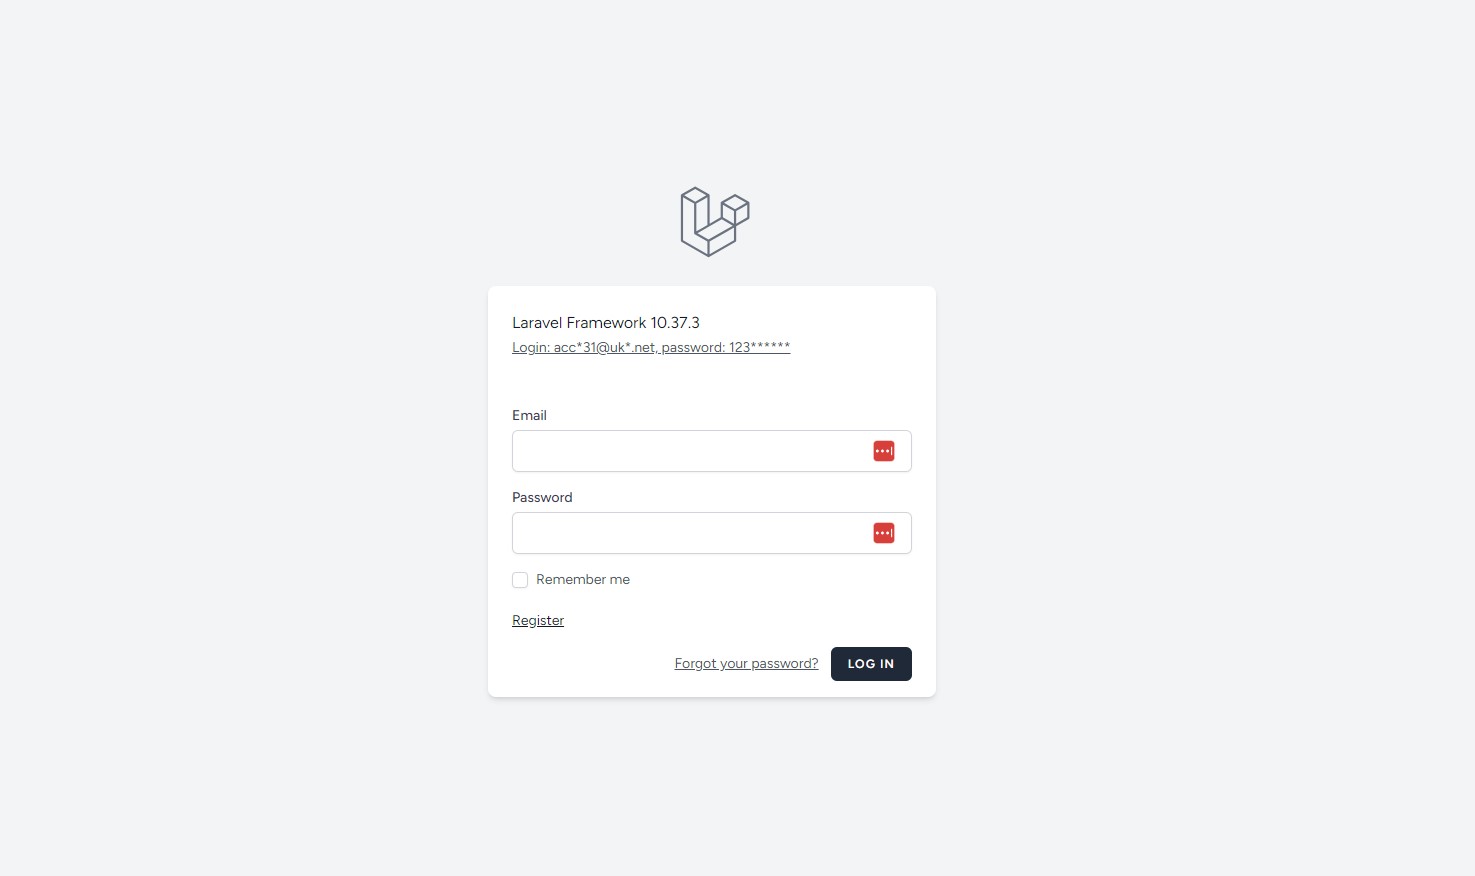 Laravel Framework 10.37.3
Login: acc*31@uk*.net, password: 123******
Email
Password
Remember me
Register
Forgot your password? LOG IN